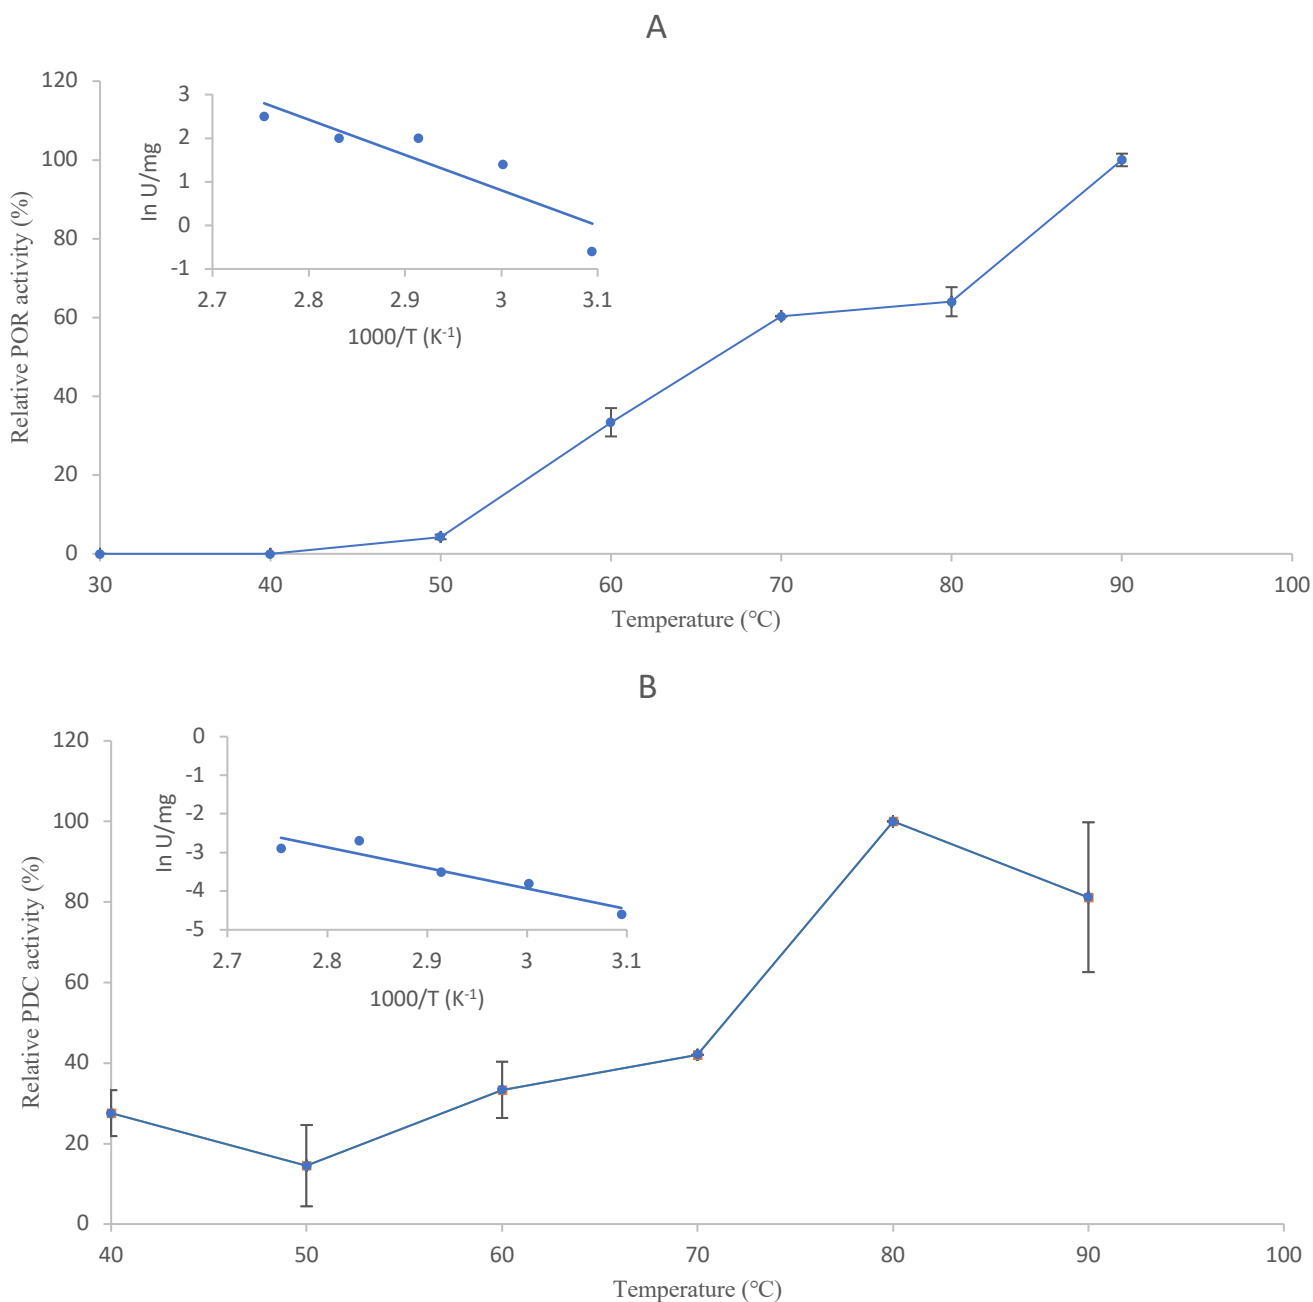 A
120
100
80
60
40
20
0
Relative POR activity (%)
30 40 50 60 70 80 90 100
Temperature (°C)
3
2
1
0
-1
ln U/mg
2.7 2.8 2.9 3 3.1
1000/T (K⁻¹)
B
120
100
80
60
40
20
0
Relative PDC activity (%)
40 50 60 70 80 90 100
Temperature (°C)
0
-1
-2
-3
-4
-5
ln U/mg
2.7 2.8 2.9 3 3.1
1000/T (K⁻¹)